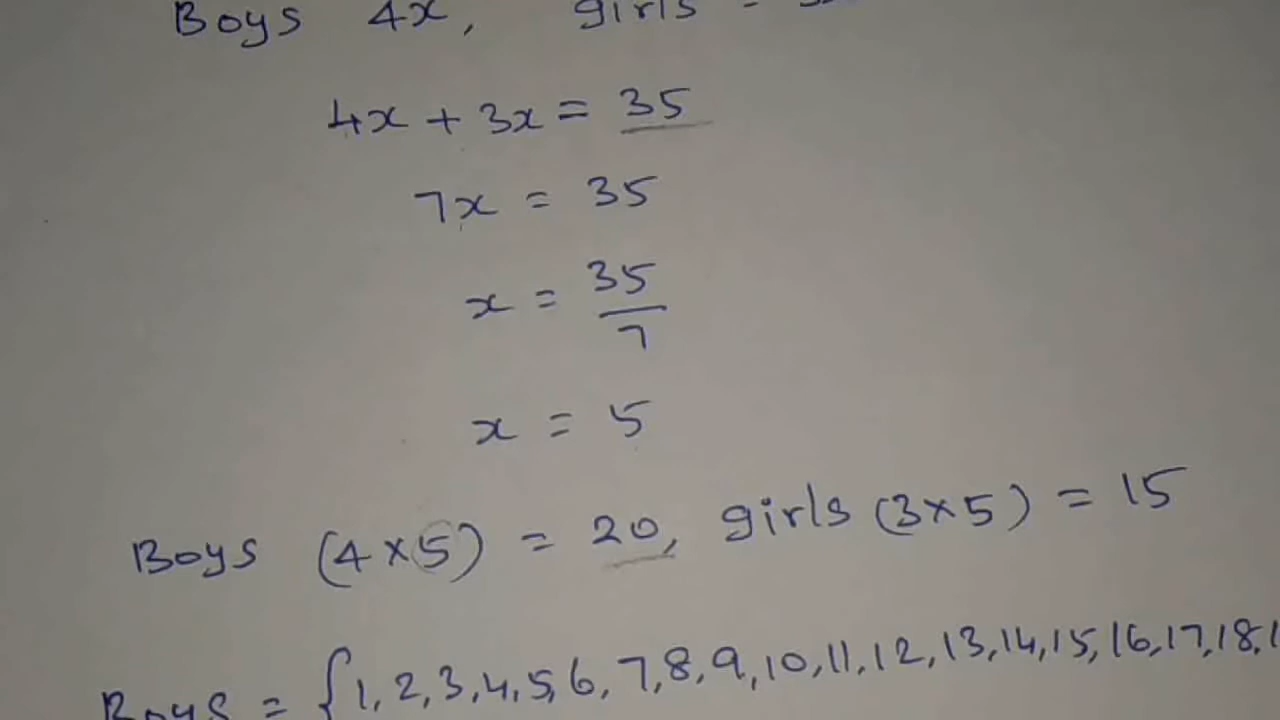 Boys 4x, girls =
4x + 3x = 35
7x = 35
x = 35/7
x = 5
Boys (4×5) = 20, girls (3×5) = 15
Boys = {1, 2, 3, 4, 5, 6, 7, 8, 9, 10, 11, 12, 13, 14, 15, 16, 17, 18,